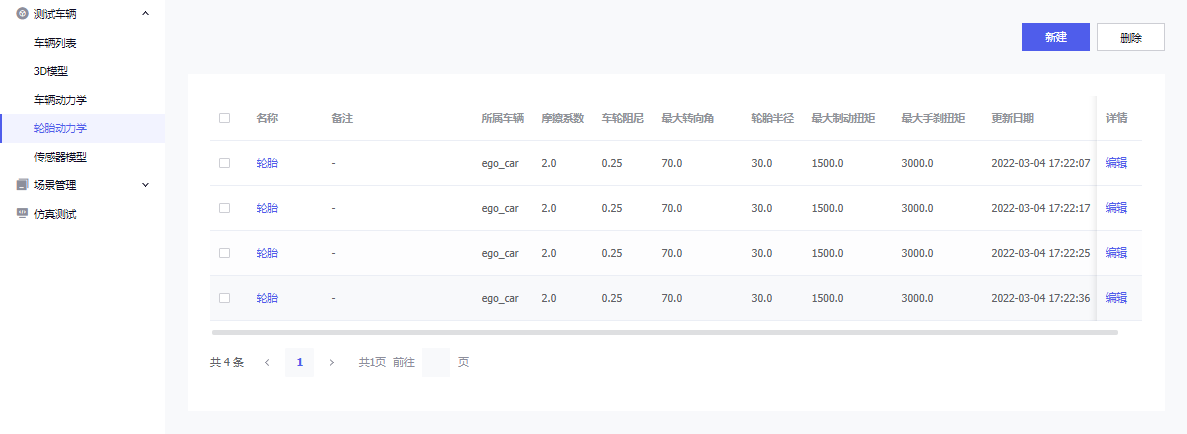 测试车辆
车辆列表
3D模型
车辆动力学
轮胎动力学
传感器模型
场景管理
仿真测试
新建 删除
名称 备注 所属车辆 摩擦系数 车轮阻尼 最大转向角 轮胎半径 最大制动扭矩 最大手刹扭矩 更新日期 详情
轮胎 - ego_car 2.0 0.25 70.0 30.0 1500.0 3000.0 2022-03-04 17:22:07 编辑
轮胎 - ego_car 2.0 0.25 70.0 30.0 1500.0 3000.0 2022-03-04 17:22:17 编辑
轮胎 - ego_car 2.0 0.25 70.0 30.0 1500.0 3000.0 2022-03-04 17:22:25 编辑
轮胎 - ego_car 2.0 0.25 70.0 30.0 1500.0 3000.0 2022-03-04 17:22:36 编辑
共 4 条 < 1 > 共1页 前往 页